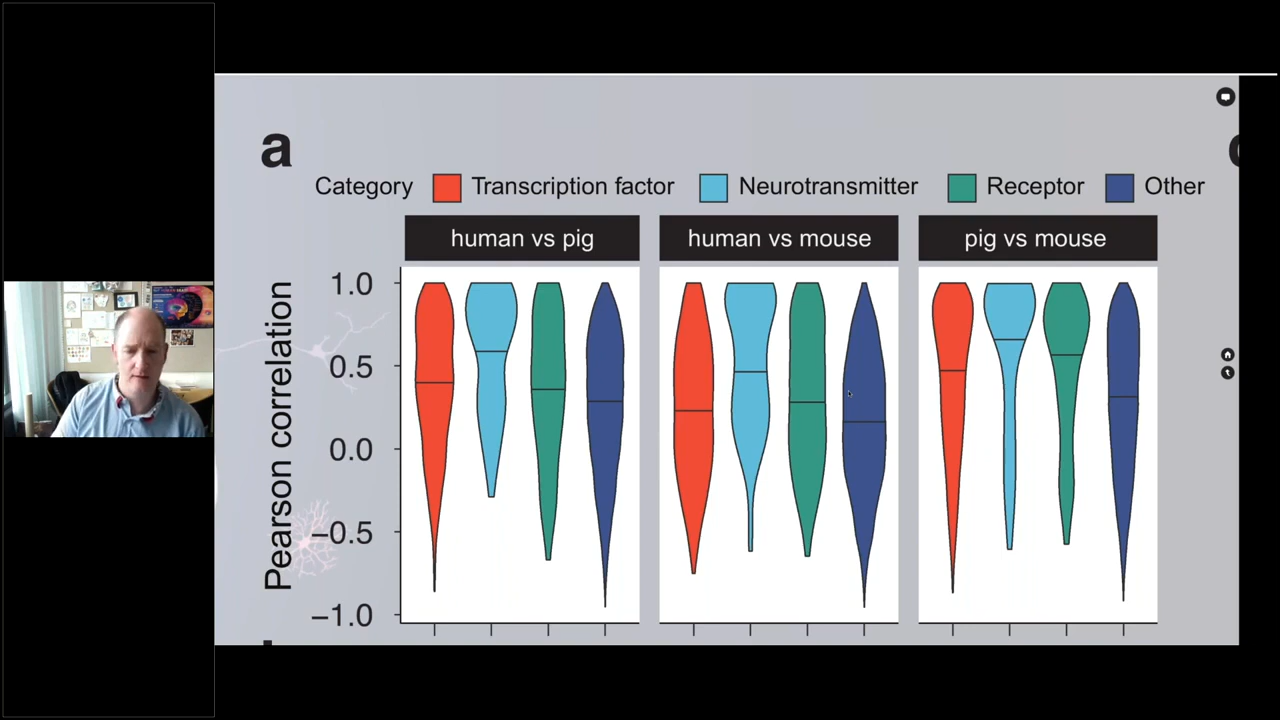 a
Category Transcription factor Neurotransmitter Receptor Other
human vs pig human vs mouse pig vs mouse
Pearson correlation
1.0
0.5
0.0
−0.5
−1.0